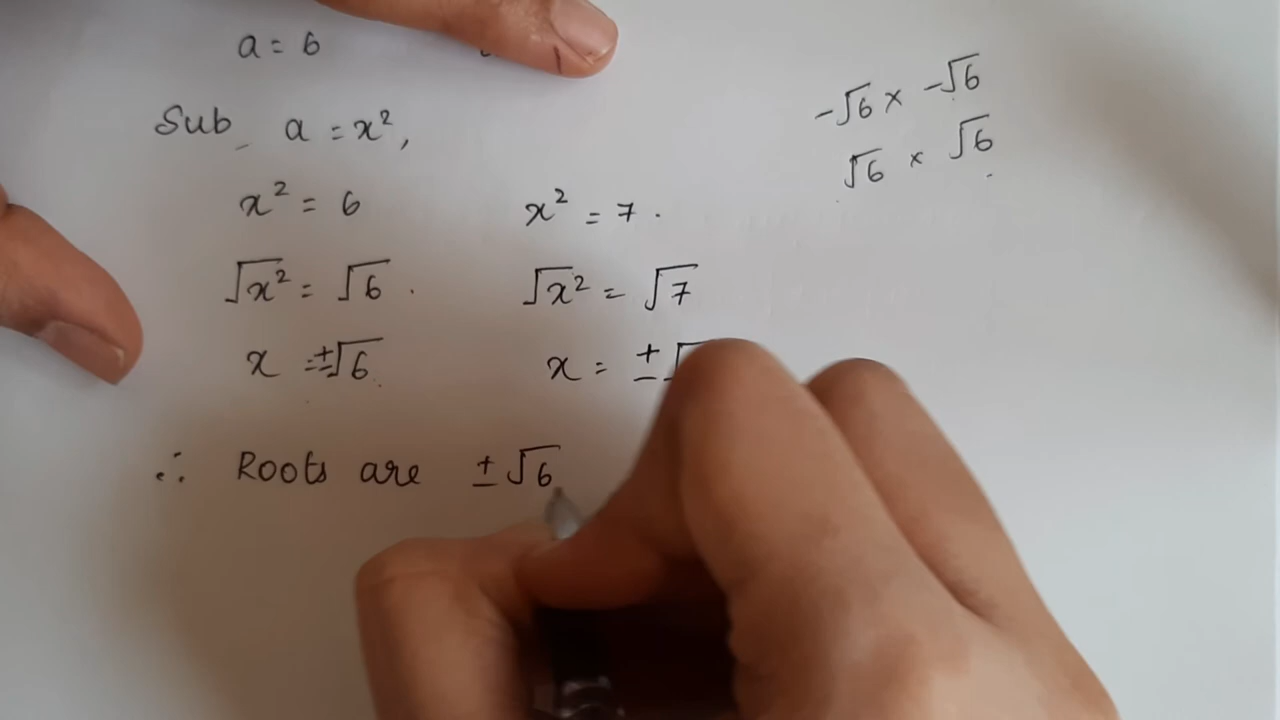 a = 6
Sub a = x²,
x² = 6 x² = 7 .
√x² = √6 . √x² = √7
x = ±√6 x = ±√
∴ Roots are ±√6
-√6 × -√6
√6 × √6